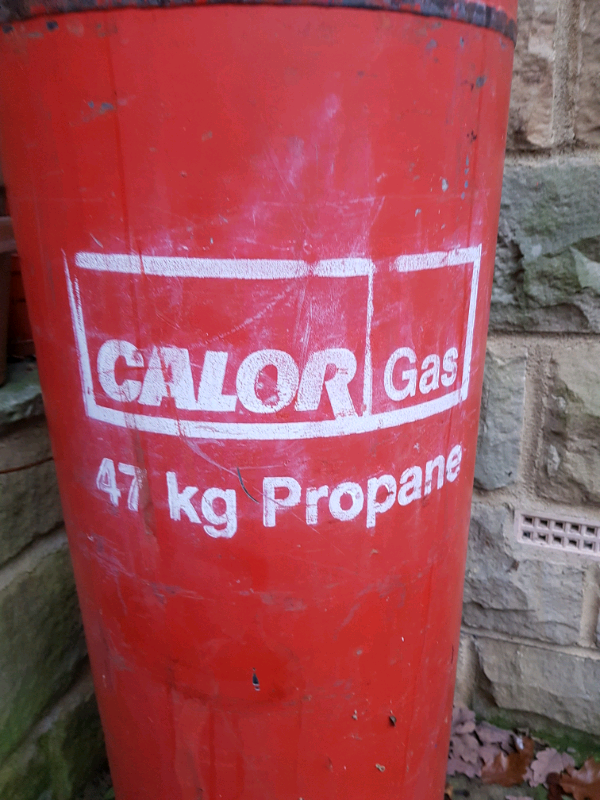 CALOR Gas
47 kg Propane